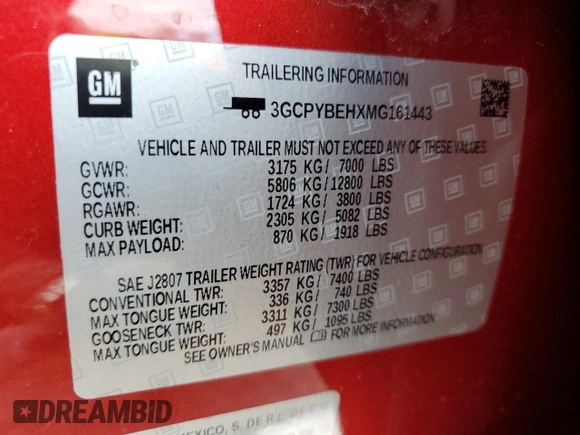 GM
TRAILERING INFORMATION
3GCPYBEHXMG161443
VEHICLE AND TRAILER MUST NOT EXCEED ANY OF THESE VALUES.
GVWR: 3175 KG/ 7000 LBS
GCWR: 5806 KG/ 12800 LBS
RGAWR: 1724 KG/ 3800 LBS
CURB WEIGHT: 2305 KG/ 5082 LBS
MAX PAYLOAD: 870 KG/ 1918 LBS
SAE J2807 TRAILER WEIGHT RATING (TWR) FOR VEHICLE CONFIGURATION
CONVENTIONAL TWR: 3357 KG/ 7400 LBS
MAX TONGUE WEIGHT: 336 KG/ 740 LBS
GOOSENECK TWR: 3311 KG/ 7300 LBS
MAX TONGUE WEIGHT: 497 KG/ 1095 LBS
SEE OWNER'S MANUAL FOR MORE INFORMATION
MEXICO, S. DE R.L. DE C.V.
DREAMBID